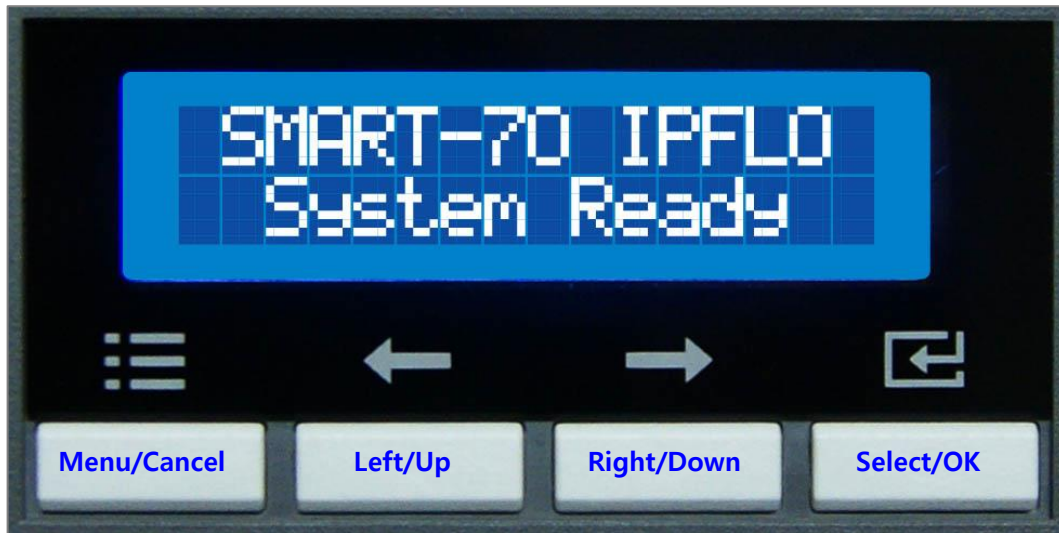 SMART-70 IPFLO
System Ready
Menu/Cancel
Left/Up
Right/Down
Select/OK